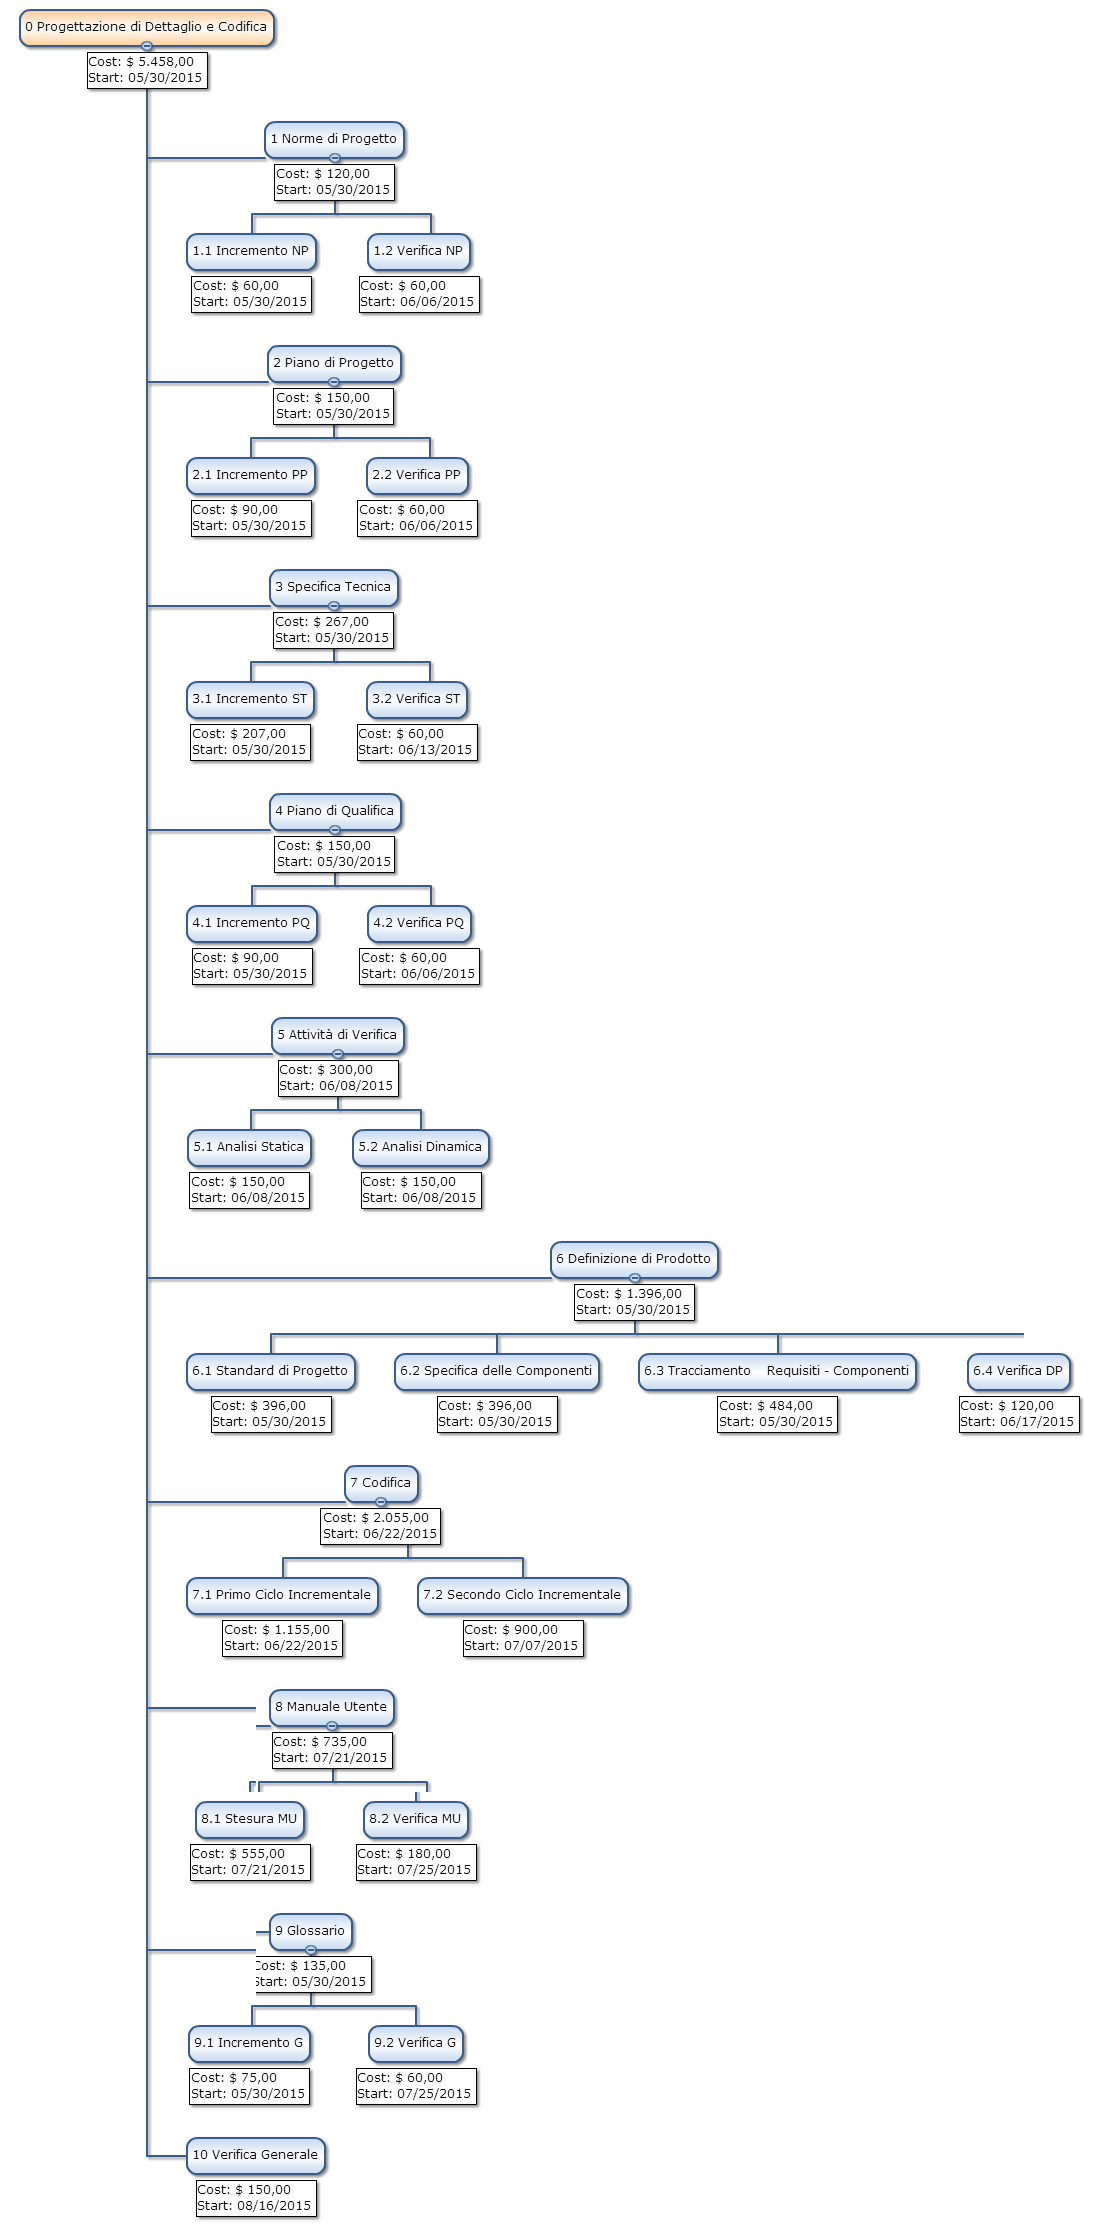 0 Progettazione di Dettaglio e Codifica
Cost: $ 5.458,00
Start: 05/30/2015
1 Norme di Progetto
Cost: $ 120,00
Start: 05/30/2015
1.1 Incremento NP
Cost: $ 60,00
Start: 05/30/2015
1.2 Verifica NP
Cost: $ 60,00
Start: 06/06/2015
2 Piano di Progetto
Cost: $ 150,00
Start: 05/30/2015
2.1 Incremento PP
Cost: $ 90,00
Start: 05/30/2015
2.2 Verifica PP
Cost: $ 60,00
Start: 06/06/2015
3 Specifica Tecnica
Cost: $ 267,00
Start: 05/30/2015
3.1 Incremento ST
Cost: $ 207,00
Start: 05/30/2015
3.2 Verifica ST
Cost: $ 60,00
Start: 06/13/2015
4 Piano di Qualifica
Cost: $ 150,00
Start: 05/30/2015
4.1 Incremento PQ
Cost: $ 90,00
Start: 05/30/2015
4.2 Verifica PQ
Cost: $ 60,00
Start: 06/06/2015
5 Attività di Verifica
Cost: $ 300,00
Start: 06/08/2015
5.1 Analisi Statica
Cost: $ 150,00
Start: 06/08/2015
5.2 Analisi Dinamica
Cost: $ 150,00
Start: 06/08/2015
6 Definizione di Prodotto
Cost: $ 1.396,00
Start: 05/30/2015
6.1 Standard di Progetto
Cost: $ 396,00
Start: 05/30/2015
6.2 Specifica delle Componenti
Cost: $ 396,00
Start: 05/30/2015
6.3 Tracciamento    Requisiti - Componenti
Cost: $ 484,00
Start: 05/30/2015
6.4 Verifica DP
Cost: $ 120,00
Start: 06/17/2015
7 Codifica
Cost: $ 2.055,00
Start: 06/22/2015
7.1 Primo Ciclo Incrementale
Cost: $ 1.155,00
Start: 06/22/2015
7.2 Secondo Ciclo Incrementale
Cost: $ 900,00
Start: 07/07/2015
8 Manuale Utente
Cost: $ 735,00
Start: 07/21/2015
8.1 Stesura MU
Cost: $ 555,00
Start: 07/21/2015
8.2 Verifica MU
Cost: $ 180,00
Start: 07/25/2015
9 Glossario
Cost: $ 135,00
Start: 05/30/2015
9.1 Incremento G
Cost: $ 75,00
Start: 05/30/2015
9.2 Verifica G
Cost: $ 60,00
Start: 07/25/2015
10 Verifica Generale
Cost: $ 150,00
Start: 08/16/2015